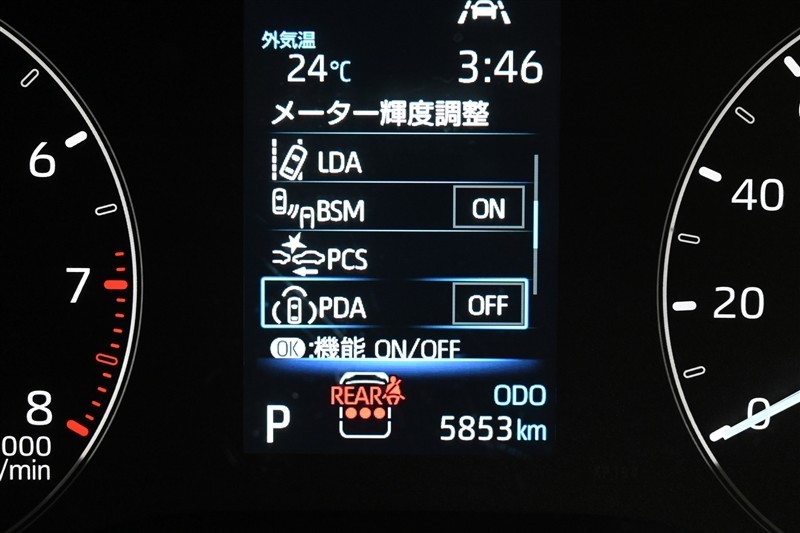 外気温
24℃ 3:46
メーター輝度調整
LDA
BSM ON
PCS
PDA OFF
OK:機能 ON/OFF
REAR
P
ODO
5853km
6
7
8
000
/min
40
20
0